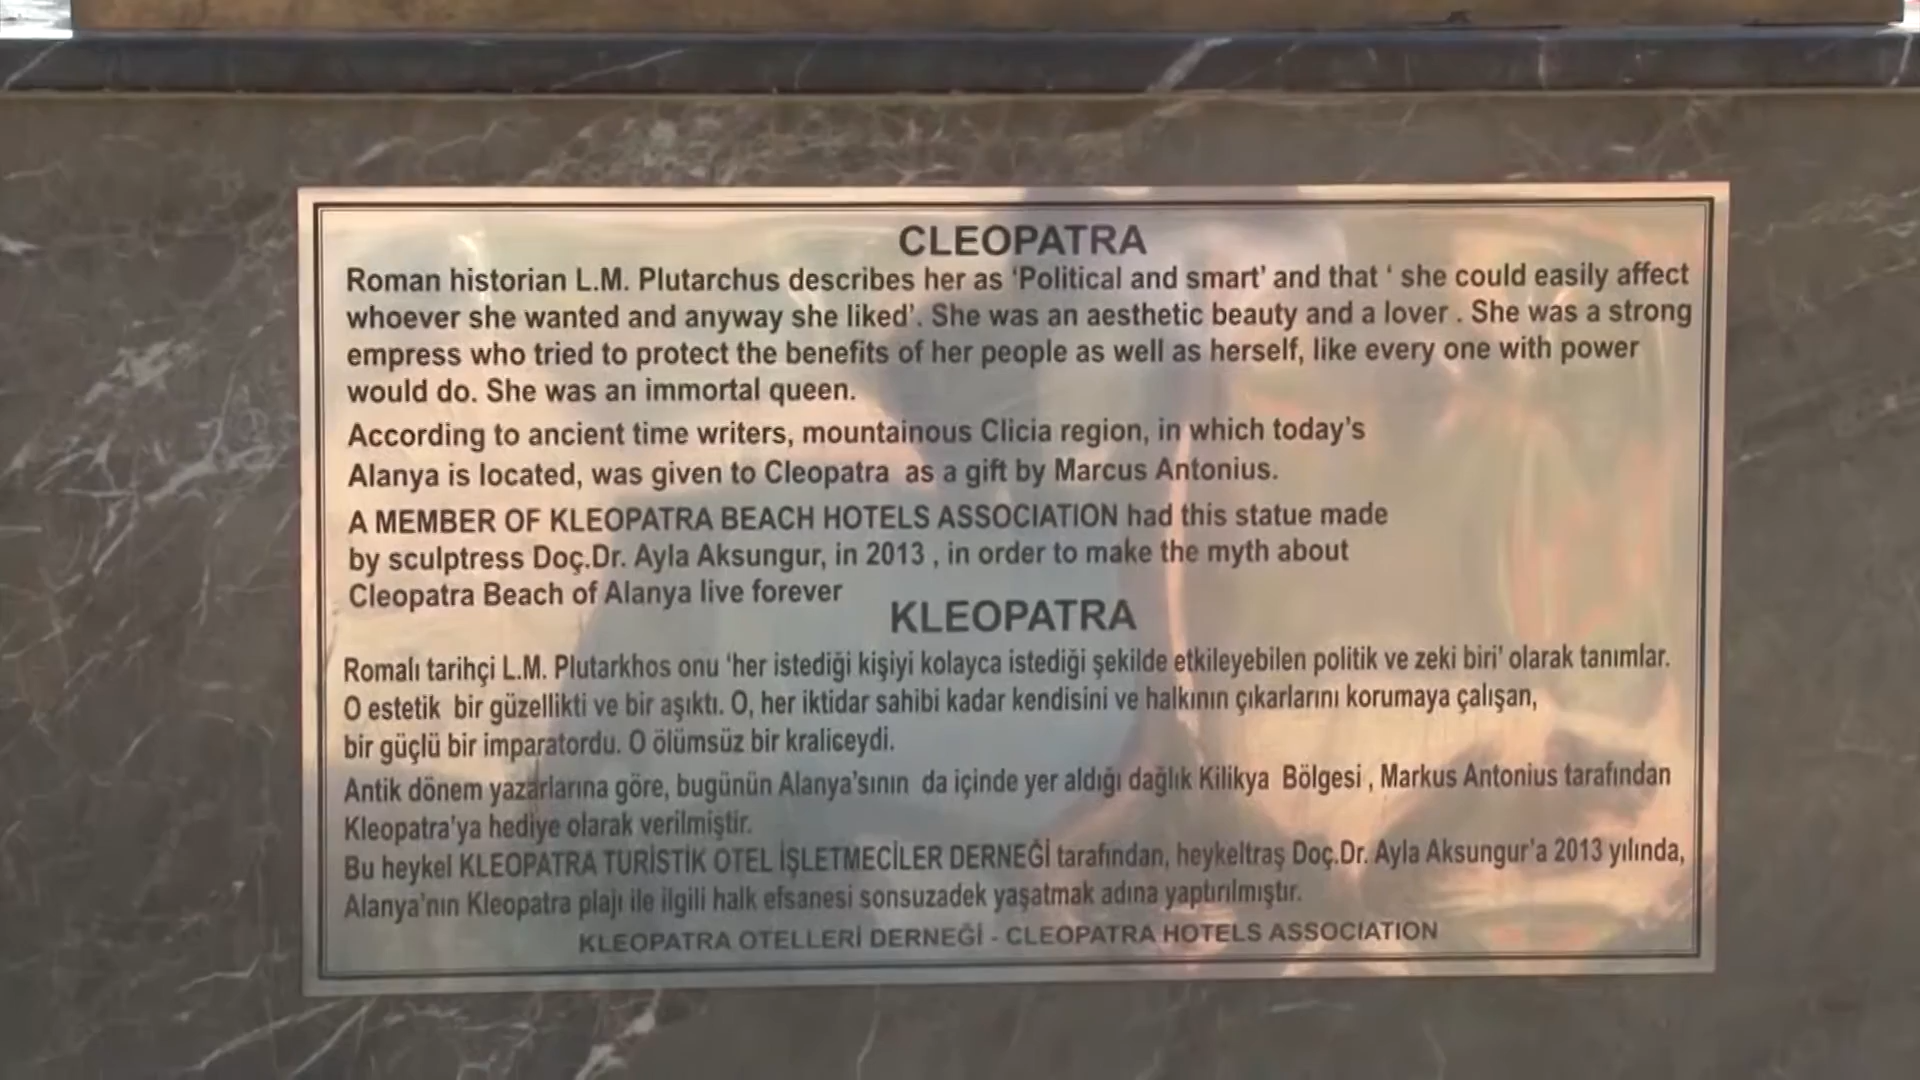 CLEOPATRA
Roman historian L.M. Plutarchus describes her as 'Political and smart' and that ' she could easily affect
whoever she wanted and anyway she liked'. She was an aesthetic beauty and a lover . She was a strong
empress who tried to protect the benefits of her people as well as herself, like every one with power
would do. She was an immortal queen.
According to ancient time writers, mountainous Clicia region, in which today's
Alanya is located, was given to Cleopatra as a gift by Marcus Antonius.
A MEMBER OF KLEOPATRA BEACH HOTELS ASSOCIATION had this statue made
by sculptress Doç.Dr. Ayla Aksungur, in 2013 , in order to make the myth about
Cleopatra Beach of Alanya live forever
KLEOPATRA
Romalı tarihçi L.M. Plutarkhos onu 'her istediği kişiyi kolayca istediği şekilde etkileyebilen politik ve zeki biri' olarak tanımlar.
O estetik bir güzellikti ve bir aşıktı. O, her iktidar sahibi kadar kendisini ve halkının çıkarlarını korumaya çalışan,
bir güçlü bir imparatordu. O ölümsüz bir kraliçeydi.
Antik dönem yazarlarına göre, bugünün Alanya'sının da içinde yer aldığı dağlık Kilikya Bölgesi , Markus Antonius tarafından
Kleopatra'ya hediye olarak verilmiştir.
Bu heykel KLEOPATRA TURİSTİK OTEL İŞLETMECİLER DERNEĞİ tarafından, heykeltraş Doç.Dr. Ayla Aksungur'a 2013 yılında,
Alanya'nın Kleopatra plajı ile ilgili halk efsanesi sonsuzadek yaşatmak adına yaptırılmıştır.
KLEOPATRA OTELLERİ DERNEĞİ - CLEOPATRA HOTELS ASSOCIATION